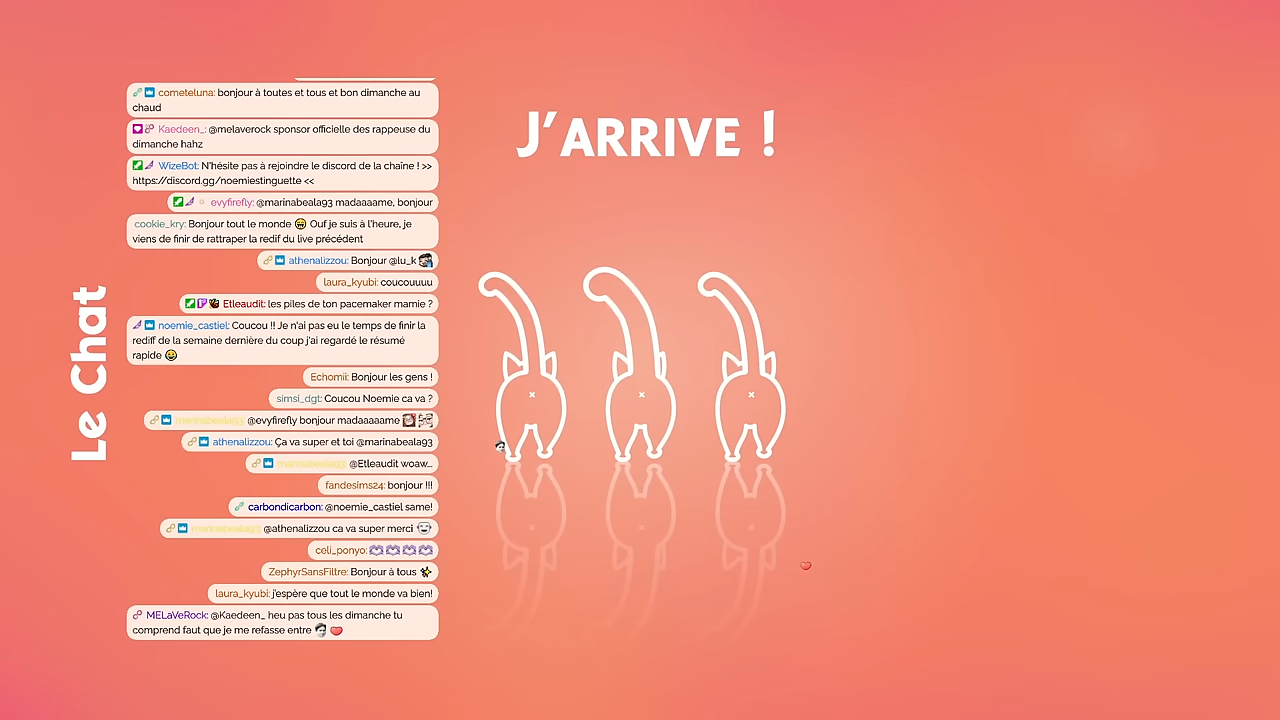 cometeluna: bonjour à toutes et tous et bon dimanche au
chaud
Kaedeen_: @melaverock sponsor officielle des rappeuse du
dimanche hahz
WizeBot: N'hésite pas à rejoindre le discord de la chaîne ! >>
https://discord.gg/noemiestinguette <<
evyfirefly: @marinabeala93 madaaaame, bonjour
cookie_kry: Bonjour tout le monde 😁 Ouf je suis à l'heure, je
viens de finir de rattraper la redif du live précédent
athenalizzou: Bonjour @lu_k
laura_kyubi: coucouuuu
Etleaudit: les piles de ton pacemaker mamie ?
noemie_castiel: Coucou !! Je n'ai pas eu le temps de finir la
rediff de la semaine dernière du coup j'ai regardé le résumé
rapide 😅
Echomii: Bonjour les gens !
simsi_dgt: Coucou Noemie ca va ?
marinabeala93: @evyfirefly bonjour madaaaaame
athenalizzou: Ça va super et toi @marinabeala93
marinabeala93: @Etleaudit woaw...
fandesims24: bonjour !!!
carbondicarbon: @noemie_castiel same!
marinabeala93: @athenalizzou ca va super merci
celi_ponyo:
ZephyrSansFiltre: Bonjour à tous
laura_kyubi: j'espère que tout le monde va bien!
MELaVeRock: @Kaedeen_ heu pas tous les dimanche tu
comprend faut que je me refasse entre
Le Chat
J'ARRIVE !